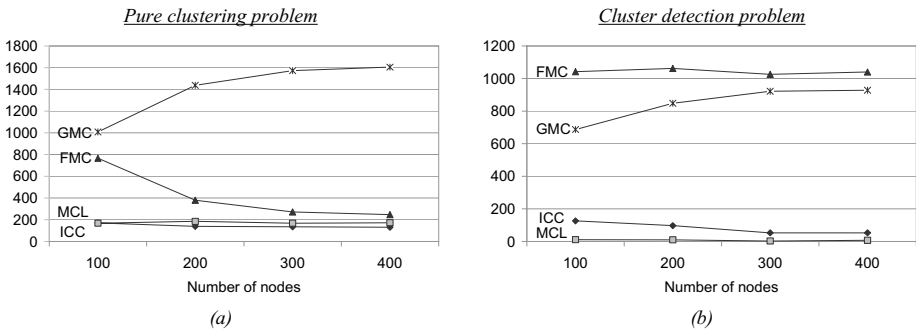 Pure clustering problem
1800
1600
1400
1200
1000
800
600
400
200
0
GMC
FMC
MCL
ICC
100 200 300 400
Number of nodes
(a)
Cluster detection problem
1200
1000
800
600
400
200
0
FMC
GMC
ICC
MCL
100 200 300 400
Number of nodes
(b)